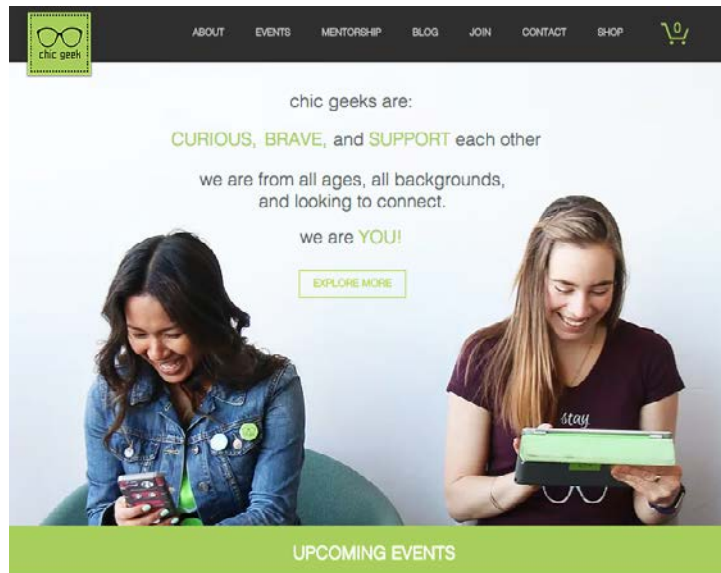 chic geek
ABOUT EVENTS MENTORSHIP BLOG JOIN CONTACT SHOP 0
chic geeks are:
CURIOUS, BRAVE, and SUPPORT each other
we are from all ages, all backgrounds,
and looking to connect.
we are YOU!
EXPLORE MORE
stay
UPCOMING EVENTS